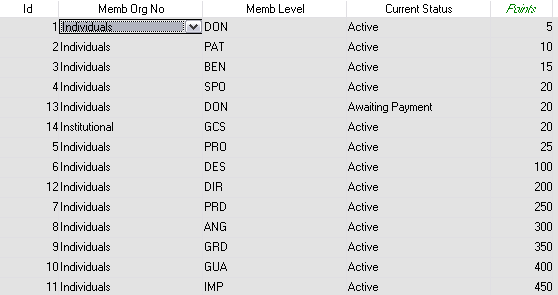 Id Memb Org No Memb Level Current Status Points
1 Individuals DON Active 5
2 Individuals PAT Active 10
3 Individuals BEN Active 15
4 Individuals SPO Active 20
13 Individuals DON Awaiting Payment 20
14 Institutional GCS Active 20
5 Individuals PRO Active 25
6 Individuals DES Active 100
12 Individuals DIR Active 200
7 Individuals PRD Active 250
8 Individuals ANG Active 300
9 Individuals GRD Active 350
10 Individuals GUA Active 400
11 Individuals IMP Active 450